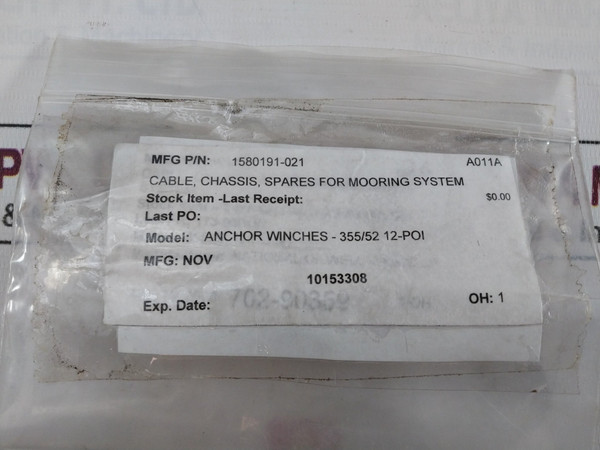 MFG P/N: 1580191-021 A011A
CABLE, CHASSIS, SPARES FOR MOORING SYSTEM
Stock Item -Last Receipt: $0.00
Last PO:
Model: ANCHOR WINCHES - 355/52 12-POI
MFG: NOV
10153308
Exp. Date: OH: 1